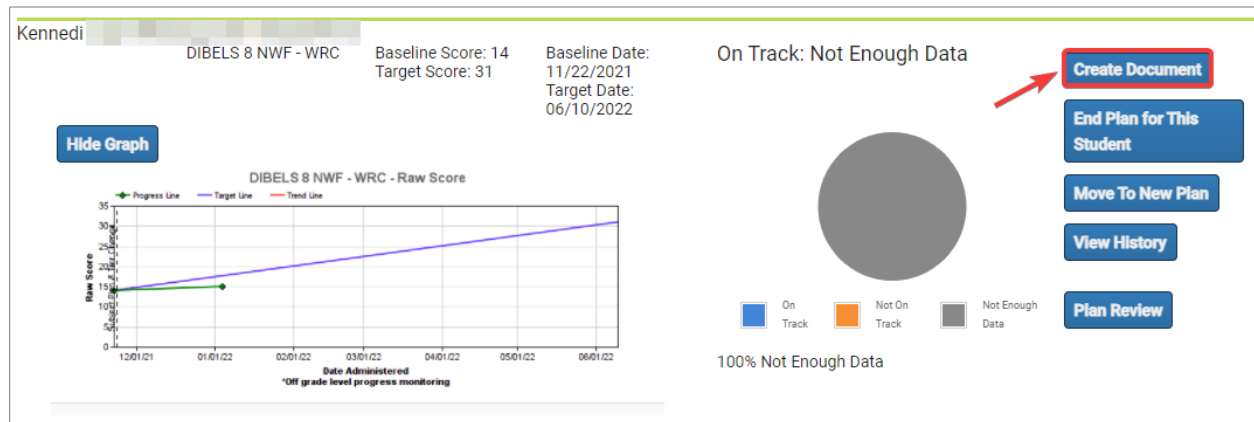 Kennedi
DIBELS 8 NWF - WRC
Baseline Score: 14
Target Score: 31
Baseline Date:
11/22/2021
Target Date:
06/10/2022
On Track: Not Enough Data
Create Document
End Plan for This
Student
Move To New Plan
View History
Plan Review
Hide Graph
DIBELS 8 NWF - WRC - Raw Score
Progress Line
Target Line
Trend Line
Raw Score
35
30
25
20
15
10
5
0
12/01/21
01/01/22
02/01/22
03/01/22
04/01/22
05/01/22
06/01/22
Date Administered
*Off grade level progress monitoring
On
Track
Not On
Track
Not Enough
Data
100% Not Enough Data